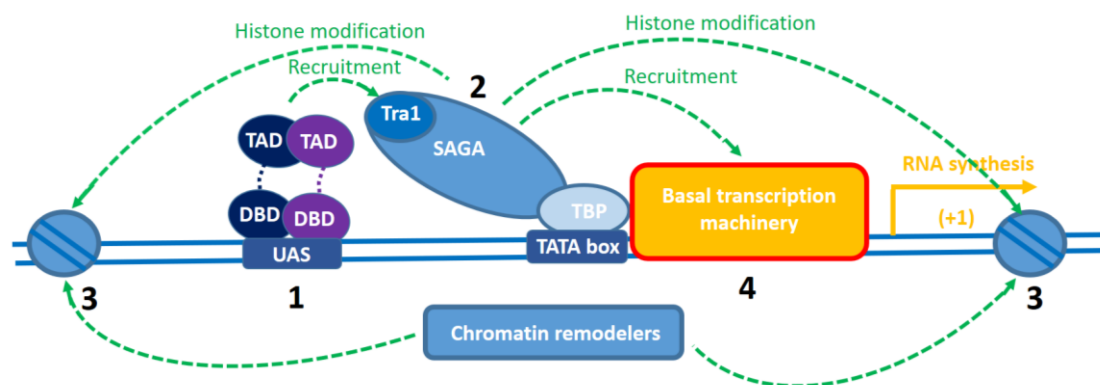 Histone modification
Histone modification
Recruitment
2
Recruitment
Tra1
TAD
TAD
SAGA
RNA synthesis
Basal transcription
machinery
DBD
DBD
TBP
(+1)
UAS
TATA box
3
1
4
3
Chromatin remodelers